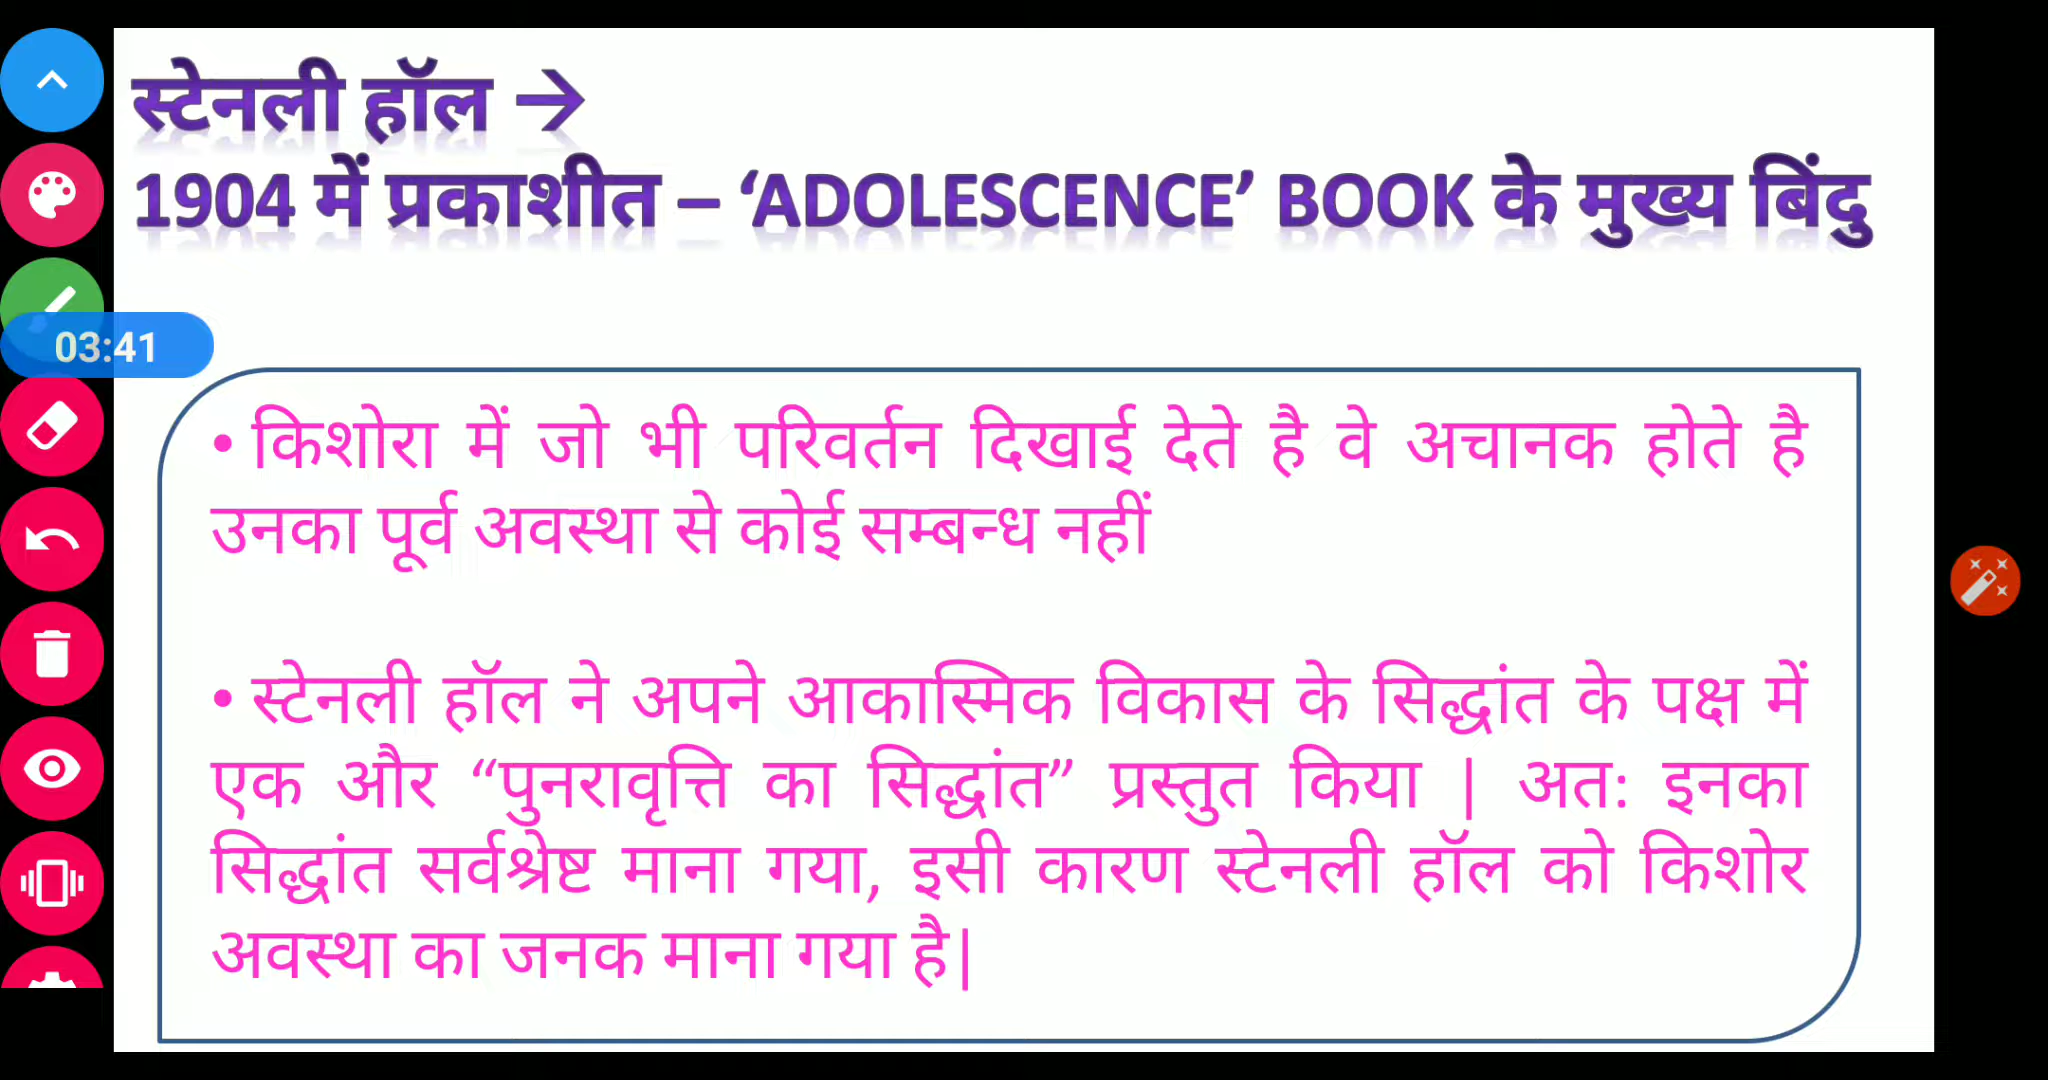 स्टेनली हॉल →
1904 में प्रकाशीत – ‘ADOLESCENCE’ BOOK के मुख्य बिंदु
03:41
• किशोरा में जो भी परिवर्तन दिखाई देते है वे अचानक होते है
उनका पूर्व अवस्था से कोई सम्बन्ध नहीं
• स्टेनली हॉल ने अपने आकास्मिक विकास के सिद्धांत के पक्ष में
एक और “पुनरावृत्ति का सिद्धांत” प्रस्तुत किया | अत: इनका
सिद्धांत सर्वश्रेष्ट माना गया, इसी कारण स्टेनली हॉल को किशोर
अवस्था का जनक माना गया है|